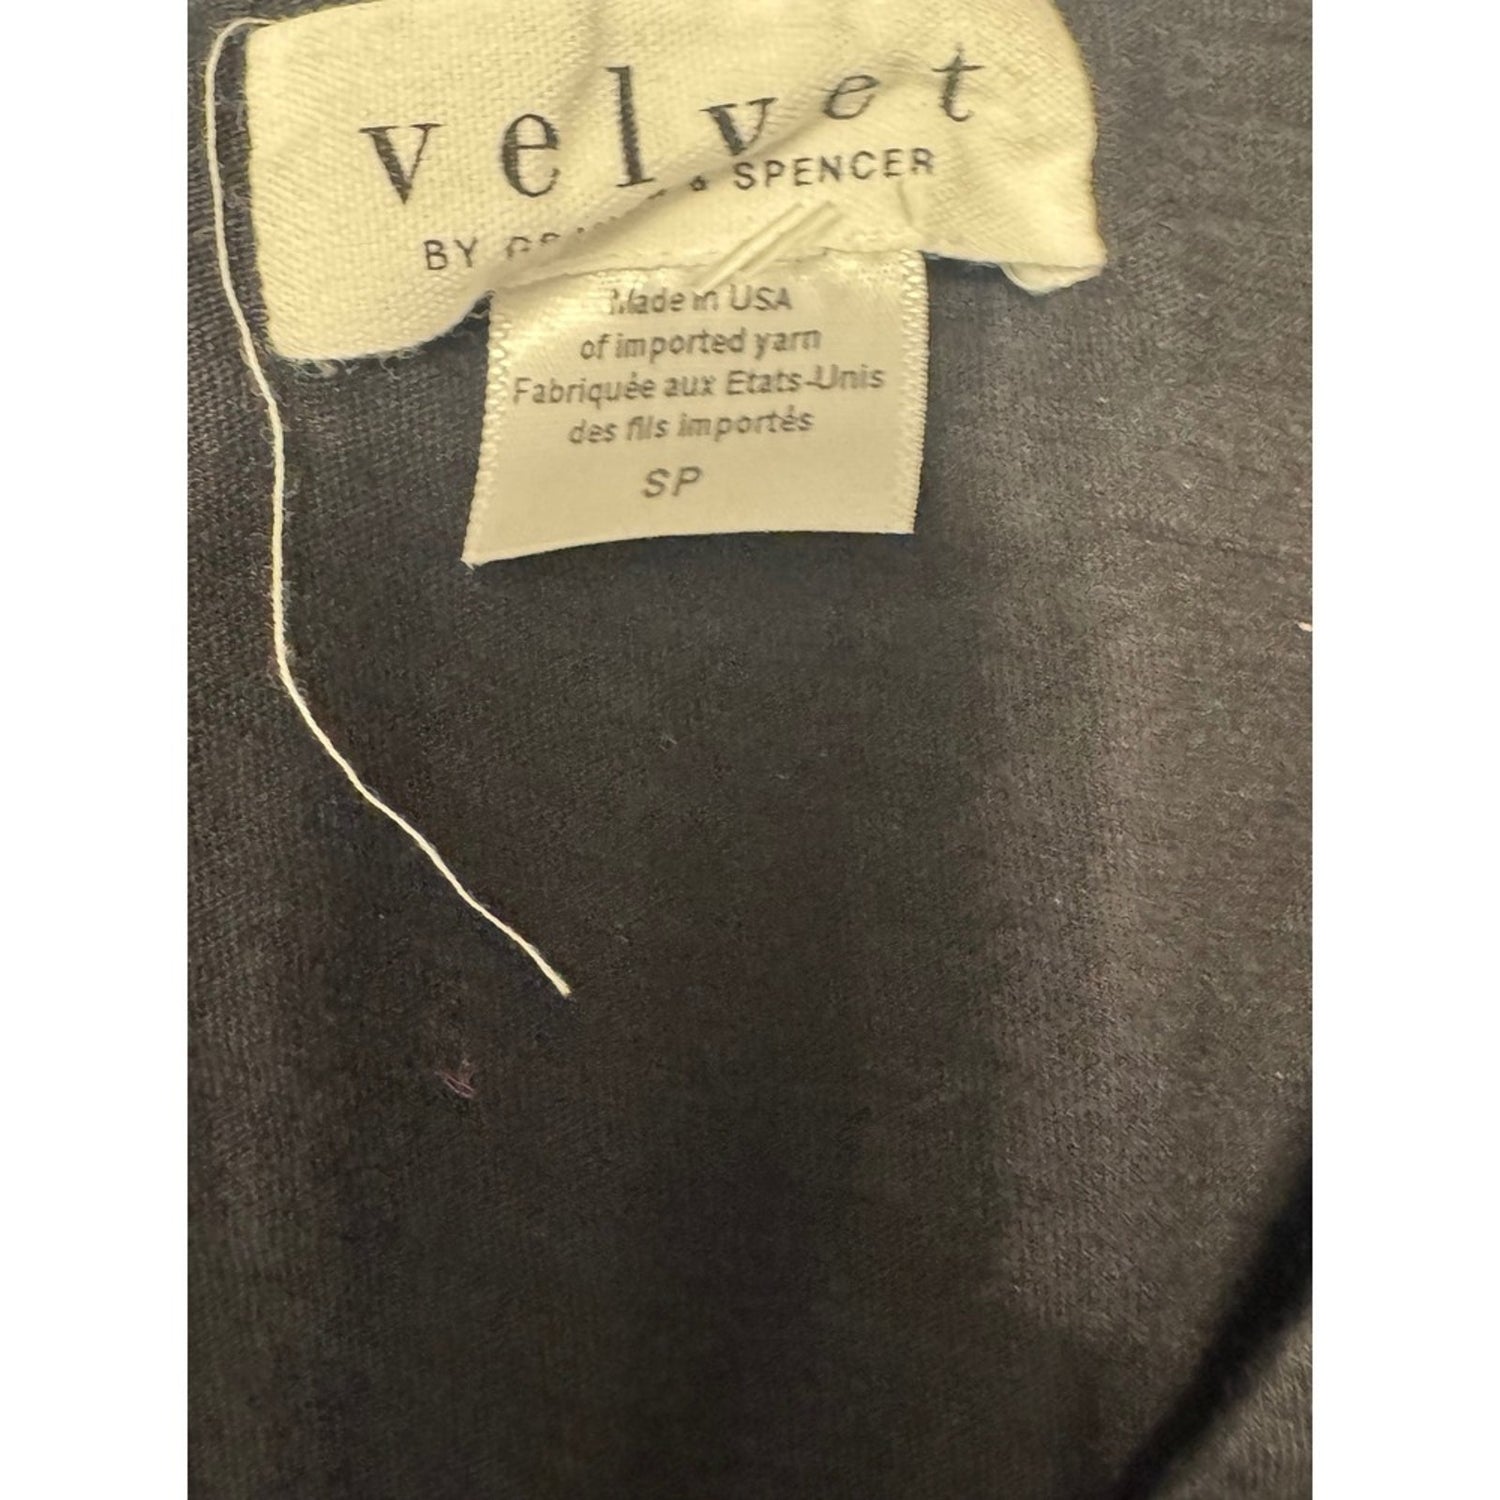 velvet
BY & SPENCER
Made in USA
of imported yarn
Fabriquée aux Etats-Unis
des fils importés
SP